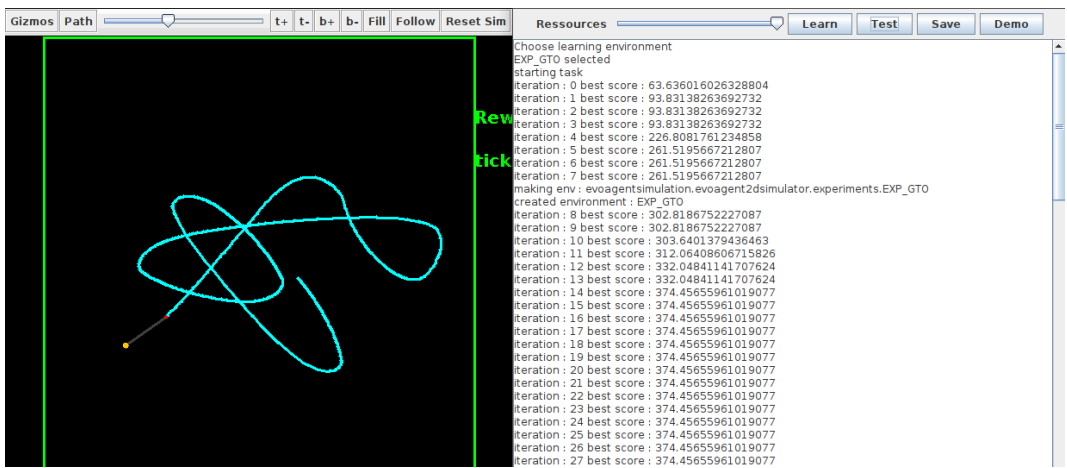 Gizmos Path t+ t- b+ b- Fill Follow Reset Sim
Rew
tick
Ressources Learn Test Save Demo
Choose learning environment
EXP_GTO selected
starting task
iteration : 0 best score : 63.636016026328804
iteration : 1 best score : 93.83138263692732
iteration : 2 best score : 93.83138263692732
iteration : 3 best score : 93.83138263692732
iteration : 4 best score : 226.8081761234858
iteration : 5 best score : 261.5195667212807
iteration : 6 best score : 261.5195667212807
iteration : 7 best score : 261.5195667212807
making env : evoagentsimulation.evoagent2dsimulator.experiments.EXP_GTO
created environment : EXP_GTO
iteration : 8 best score : 302.8186752227087
iteration : 9 best score : 302.8186752227087
iteration : 10 best score : 303.6401379436463
iteration : 11 best score : 312.06408606715826
iteration : 12 best score : 332.04841141707624
iteration : 13 best score : 332.04841141707624
iteration : 14 best score : 374.45655961019077
iteration : 15 best score : 374.45655961019077
iteration : 16 best score : 374.45655961019077
iteration : 17 best score : 374.45655961019077
iteration : 18 best score : 374.45655961019077
iteration : 19 best score : 374.45655961019077
iteration : 20 best score : 374.45655961019077
iteration : 21 best score : 374.45655961019077
iteration : 22 best score : 374.45655961019077
iteration : 23 best score : 374.45655961019077
iteration : 24 best score : 374.45655961019077
iteration : 25 best score : 374.45655961019077
iteration : 26 best score : 374.45655961019077
iteration : 27 best score : 374.45655961019077